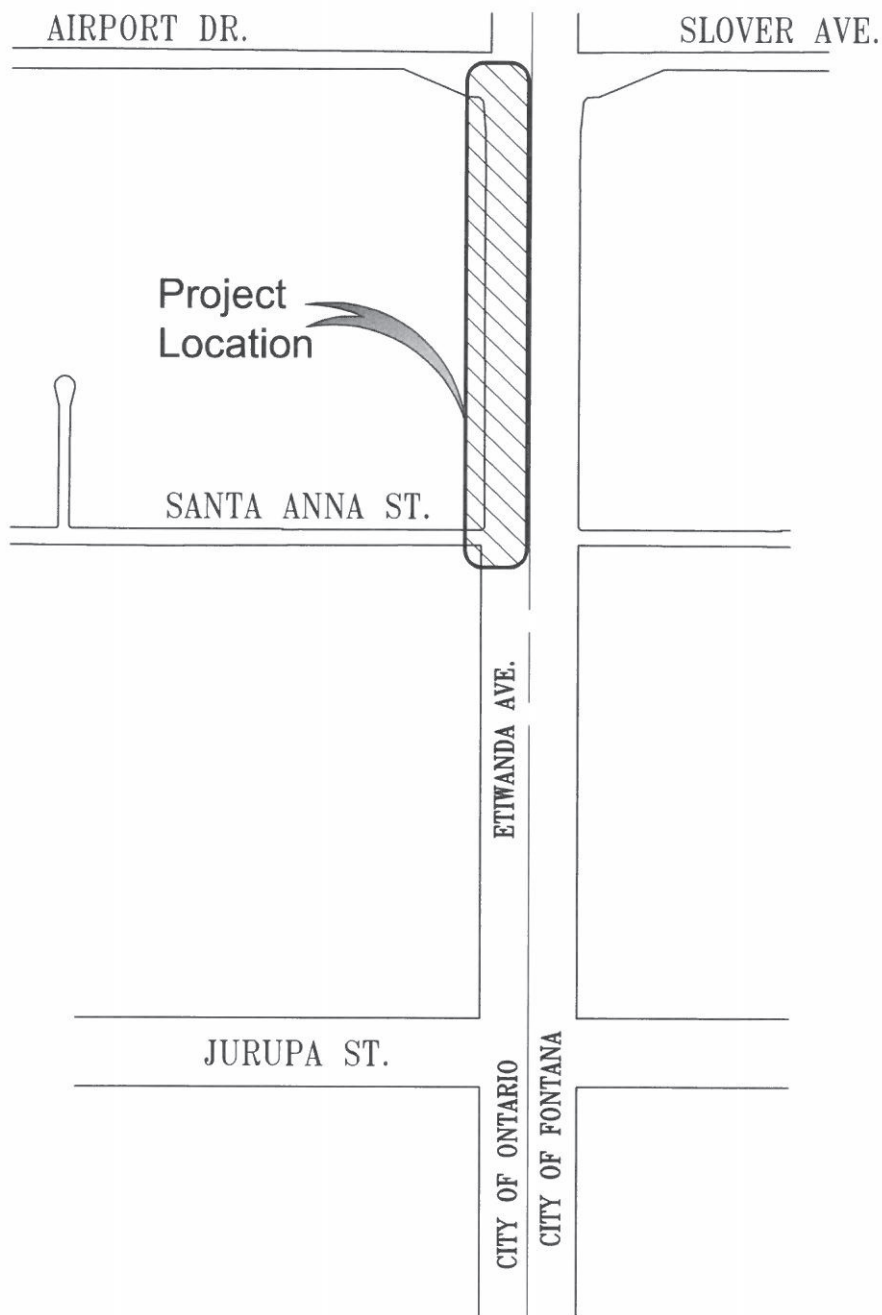 AIRPORT DR.
SLOVER AVE.
Project
Location
SANTA ANNA ST.
ETIWANDA AVE.
JURUPA ST.
CITY OF ONTARIO
CITY OF FONTANA